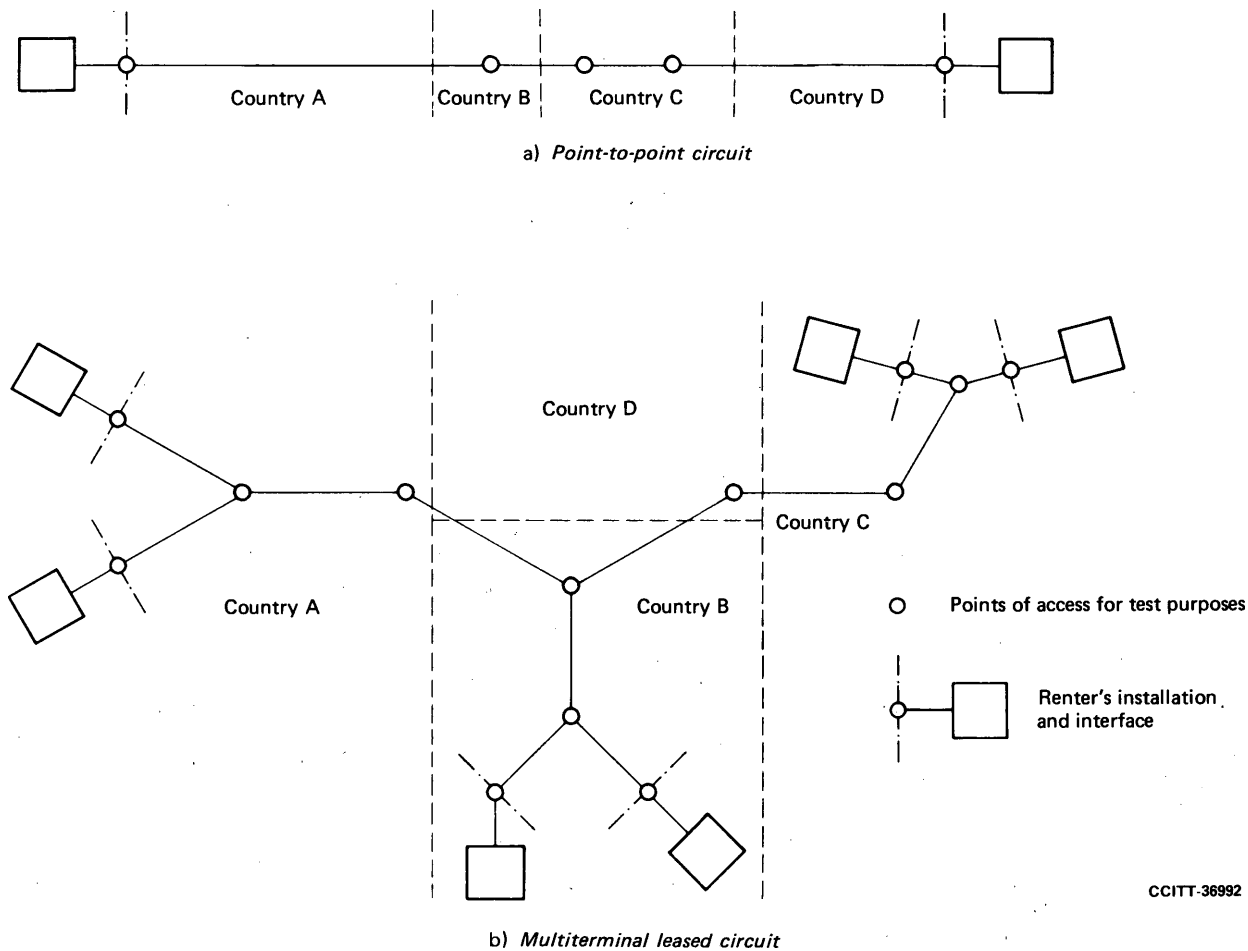 Country A
Country B
Country C
Country D
a) Point-to-point circuit
Country D
Country C
Country A
Country B
Points of access for test purposes
Renter's installation
and interface
CCITT-36992
b) Multiterminal leased circuit